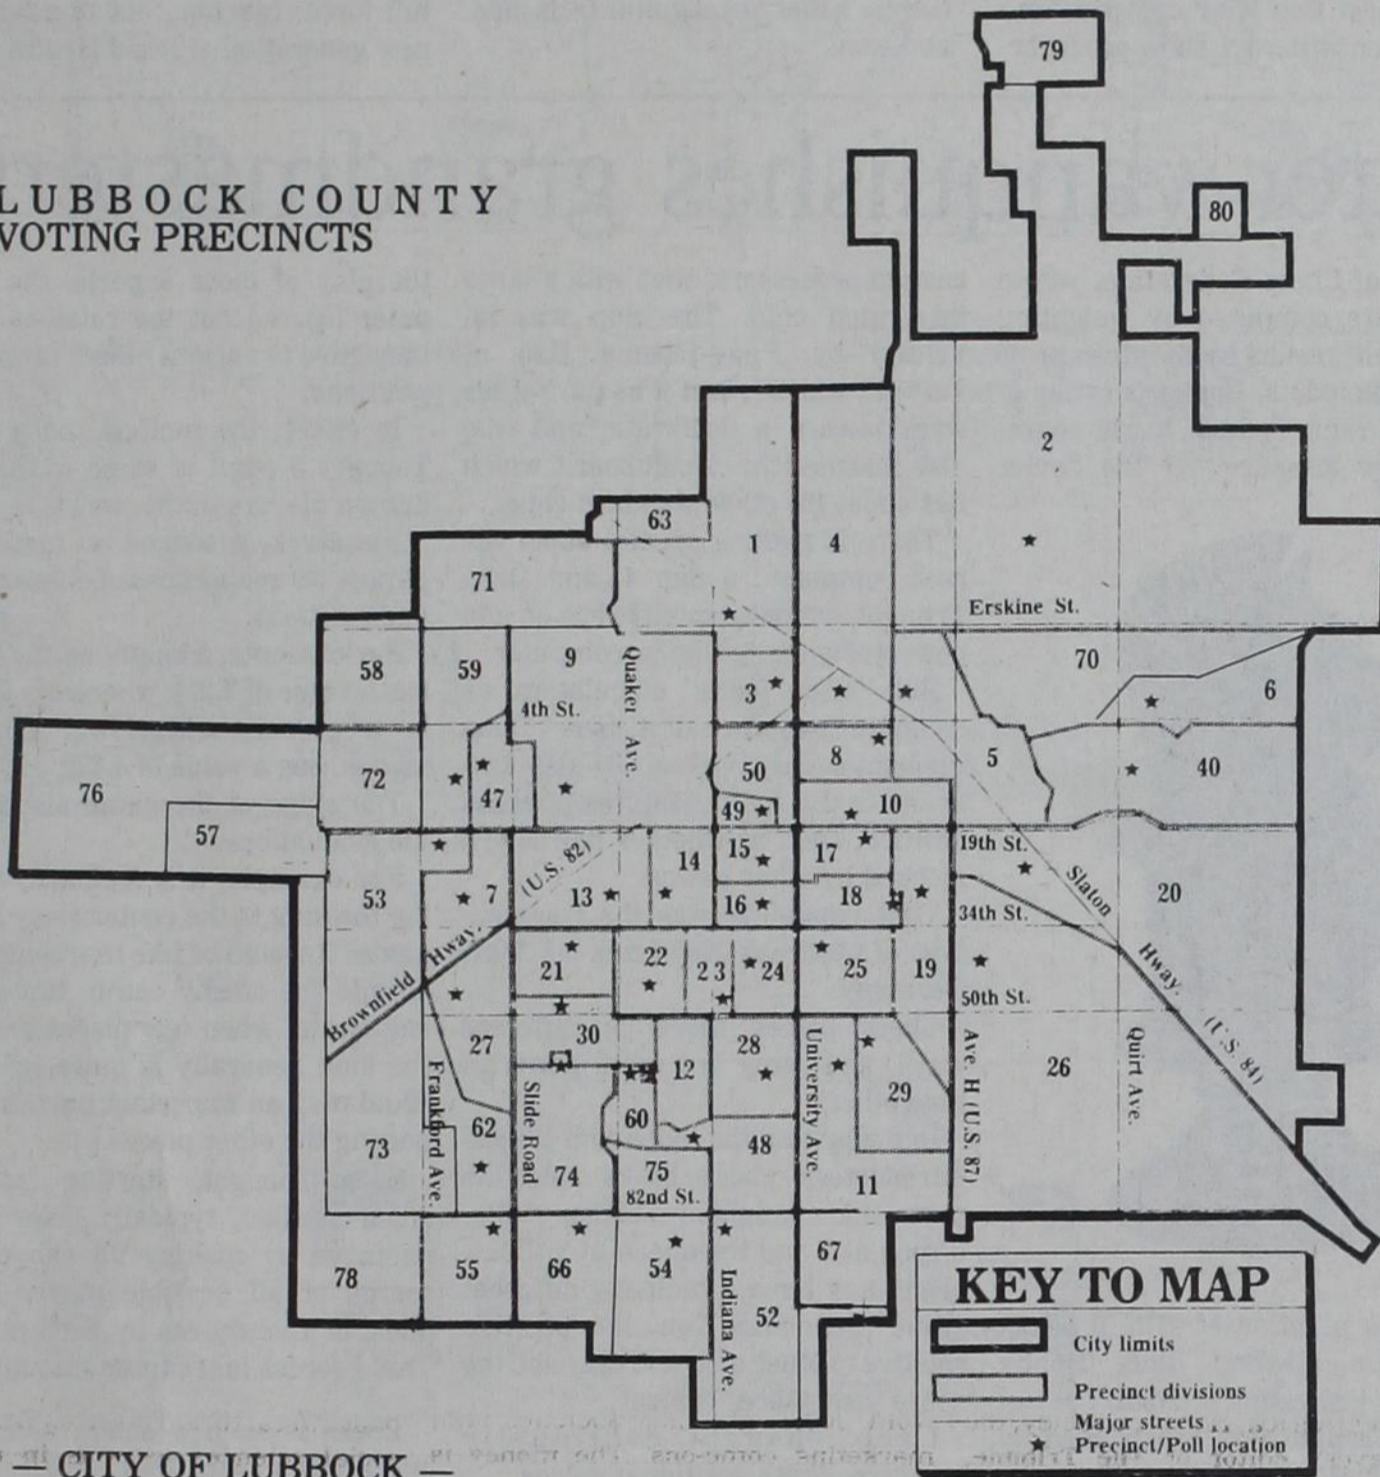 LUBBOCK COUNTY
VOTING PRECINCTS
79
80
2
63
1
4
71
Erskine St.
58
59
9
Quaker Ave.
3
70
6
4th St.
76
72
47
50
8
5
40
57
49
10
53
7
(U.S. 82)
13
14
15
17
19th St.
16
18
34th St.
Slaton Hway. (U.S. 84)
20
Brownfield Hway.
21
22
23
24
25
19
50th St.
27
30
12
28
29
26
Frankford Ave.
Slide Road
University Ave.
Ave. H (U.S. 87)
Quirt Ave.
73
62
60
48
74
75
82nd St.
11
78
55
66
54
Indiana Ave.
52
67
KEY TO MAP
City limits
Precinct divisions
Major streets
Precinct/Poll location
— CITY OF LUBBOCK —